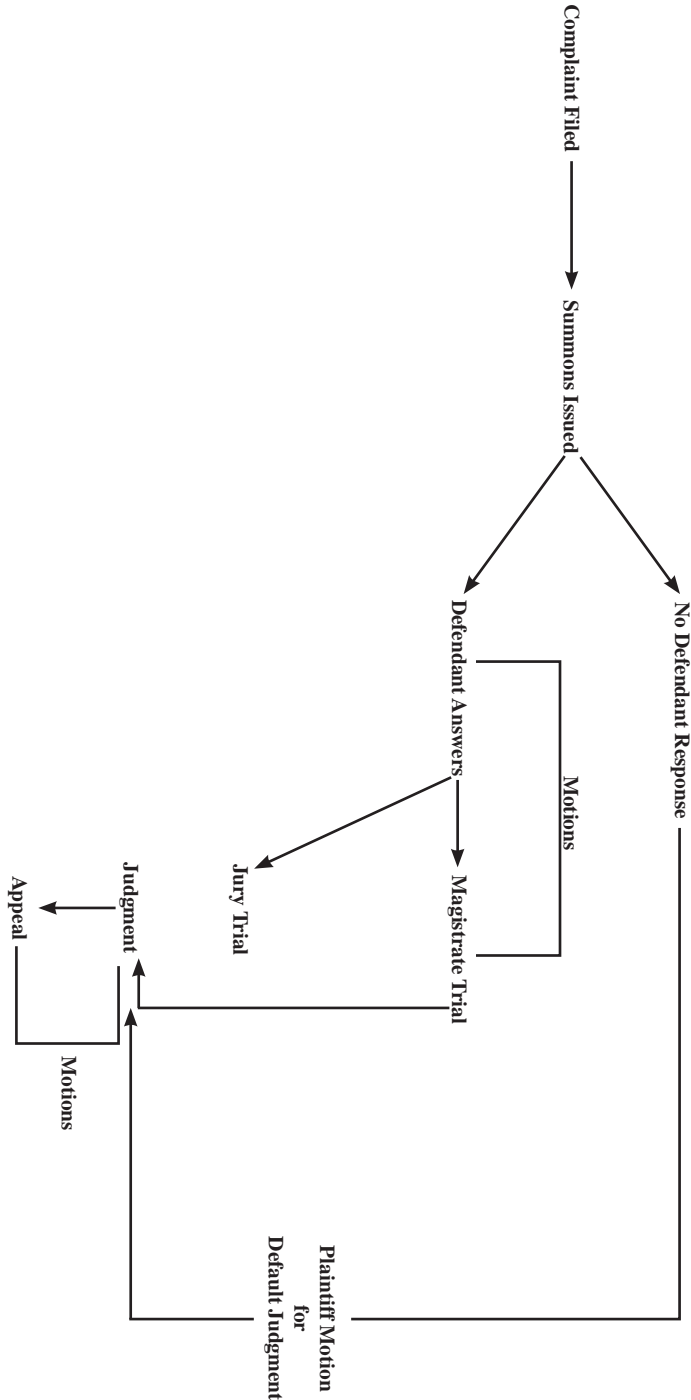 Complaint Filed
Summons Issued
No Defendant Response
Defendant Answers
Motions
Magistrate Trial
Jury Trial
Judgment
Appeal
Motions
Plaintiff Motion
for
Default Judgment